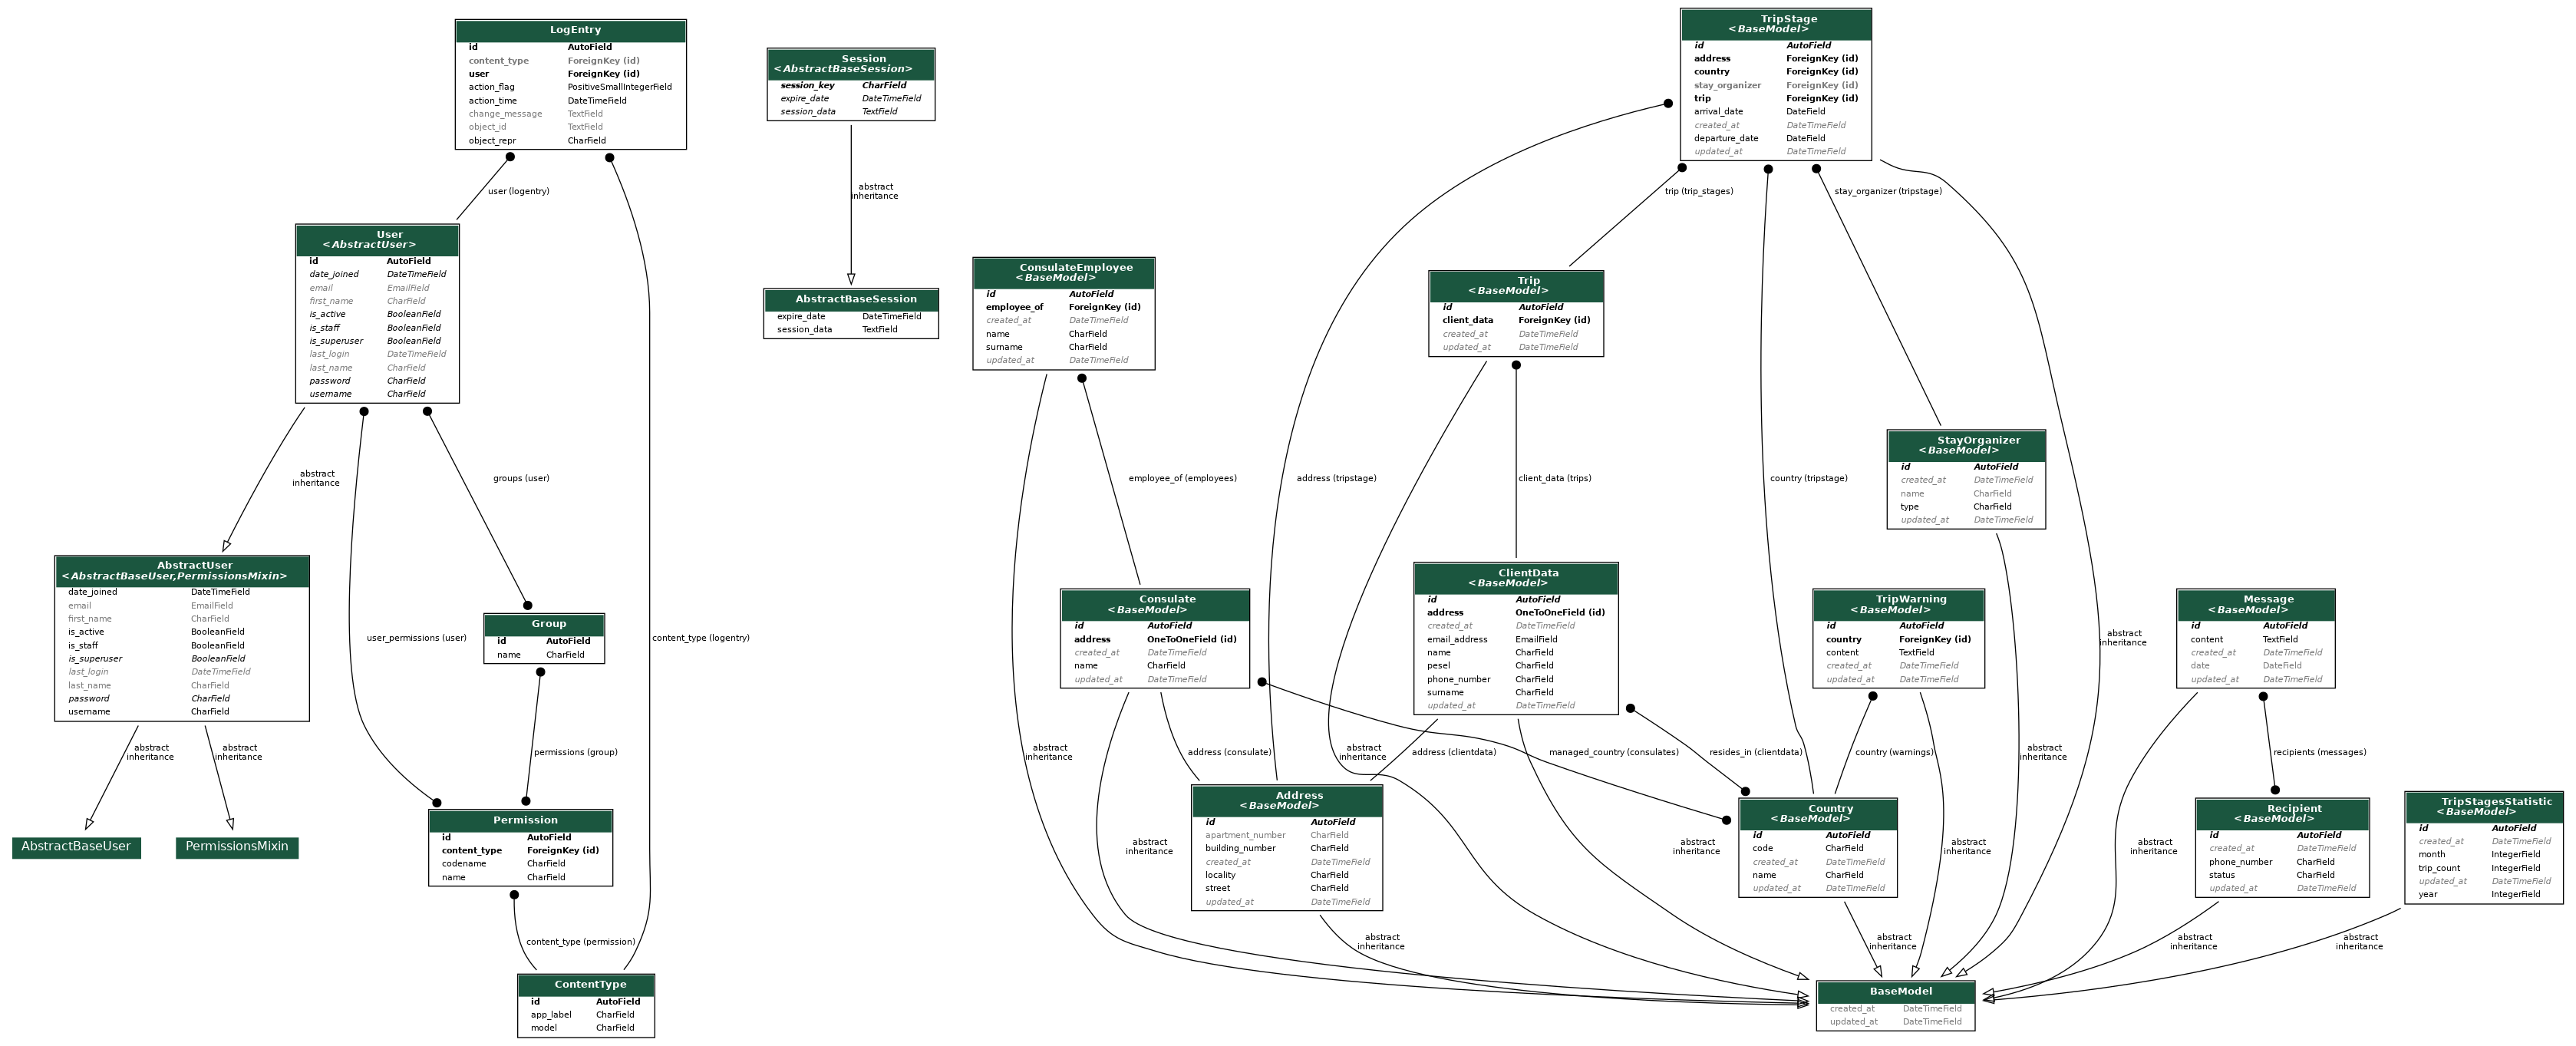 LogEntry
id AutoField
content_type ForeignKey (id)
user ForeignKey (id)
action_flag PositiveSmallIntegerField
action_time DateTimeField
change_message TextField
object_id TextField
object_repr CharField
Session
<AbstractBaseSession>
session_key CharField
expire_date DateTimeField
session_data TextField
TripStage
<BaseModel>
id AutoField
address ForeignKey (id)
country ForeignKey (id)
stay_organizer ForeignKey (id)
trip ForeignKey (id)
arrival_date DateField
created_at DateTimeField
departure_date DateField
updated_at DateTimeField
user (logentry)
abstract
inheritance
trip (trip_stages)
stay_organizer (tripstage)
User
<AbstractUser>
id AutoField
date_joined DateTimeField
email EmailField
first_name CharField
is_active BooleanField
is_staff BooleanField
is_superuser BooleanField
last_login DateTimeField
last_name CharField
password CharField
username CharField
AbstractBaseSession
expire_date DateTimeField
session_data TextField
ConsulateEmployee
<BaseModel>
id AutoField
employee_of ForeignKey (id)
created_at DateTimeField
name CharField
surname CharField
updated_at DateTimeField
Trip
<BaseModel>
id AutoField
client_data ForeignKey (id)
created_at DateTimeField
updated_at DateTimeField
StayOrganizer
<BaseModel>
id AutoField
created_at DateTimeField
name CharField
type CharField
updated_at DateTimeField
abstract
inheritance
groups (user)
employee_of (employees)
address (tripstage)
client_data (trips)
country (tripstage)
AbstractUser
<AbstractBaseUser,PermissionsMixin>
date_joined DateTimeField
email EmailField
first_name CharField
is_active BooleanField
is_staff BooleanField
is_superuser BooleanField
last_login DateTimeField
last_name CharField
password CharField
username CharField
user_permissions (user)
Group
id AutoField
name CharField
content_type (logentry)
Consulate
<BaseModel>
id AutoField
address OneToOneField (id)
created_at DateTimeField
name CharField
updated_at DateTimeField
ClientData
<BaseModel>
id AutoField
address OneToOneField (id)
created_at DateTimeField
email_address EmailField
name CharField
pesel CharField
phone_number CharField
surname CharField
updated_at DateTimeField
TripWarning
<BaseModel>
id AutoField
country ForeignKey (id)
content TextField
created_at DateTimeField
updated_at DateTimeField
abstract
inheritance
Message
<BaseModel>
id AutoField
content TextField
created_at DateTimeField
date DateField
updated_at DateTimeField
abstract
inheritance
abstract
inheritance
permissions (group)
abstract
inheritance
address (consulate)
abstract
inheritance
address (clientdata)
managed_country (consulates)
resides_in (clientdata)
country (warnings)
abstract
inheritance
recipients (messages)
AbstractBaseUser
PermissionsMixin
Permission
id AutoField
content_type ForeignKey (id)
codename CharField
name CharField
abstract
inheritance
Address
<BaseModel>
id AutoField
apartment_number CharField
building_number CharField
created_at DateTimeField
locality CharField
street CharField
updated_at DateTimeField
abstract
inheritance
Country
<BaseModel>
id AutoField
code CharField
created_at DateTimeField
name CharField
updated_at DateTimeField
abstract
inheritance
abstract
inheritance
Recipient
<BaseModel>
id AutoField
created_at DateTimeField
phone_number CharField
status CharField
updated_at DateTimeField
TripStagesStatistic
<BaseModel>
id AutoField
created_at DateTimeField
month IntegerField
trip_count IntegerField
updated_at DateTimeField
year IntegerField
content_type (permission)
abstract
inheritance
abstract
inheritance
abstract
inheritance
abstract
inheritance
ContentType
id AutoField
app_label CharField
model CharField
BaseModel
created_at DateTimeField
updated_at DateTimeField